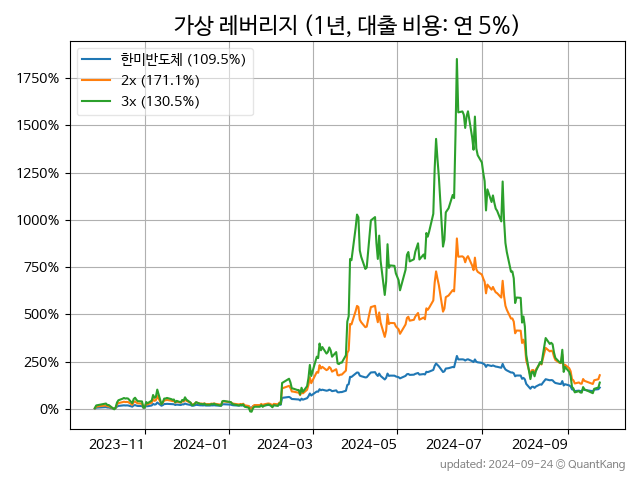 가상 레버리지 (1년, 대출 비용: 연 5%)
한미반도체 (109.5%)
2x (171.1%)
3x (130.5%)
1750%
1500%
1250%
1000%
750%
500%
250%
0%
2023-11
2024-01
2024-03
2024-05
2024-07
2024-09
updated: 2024-09-24 @ QuantKang